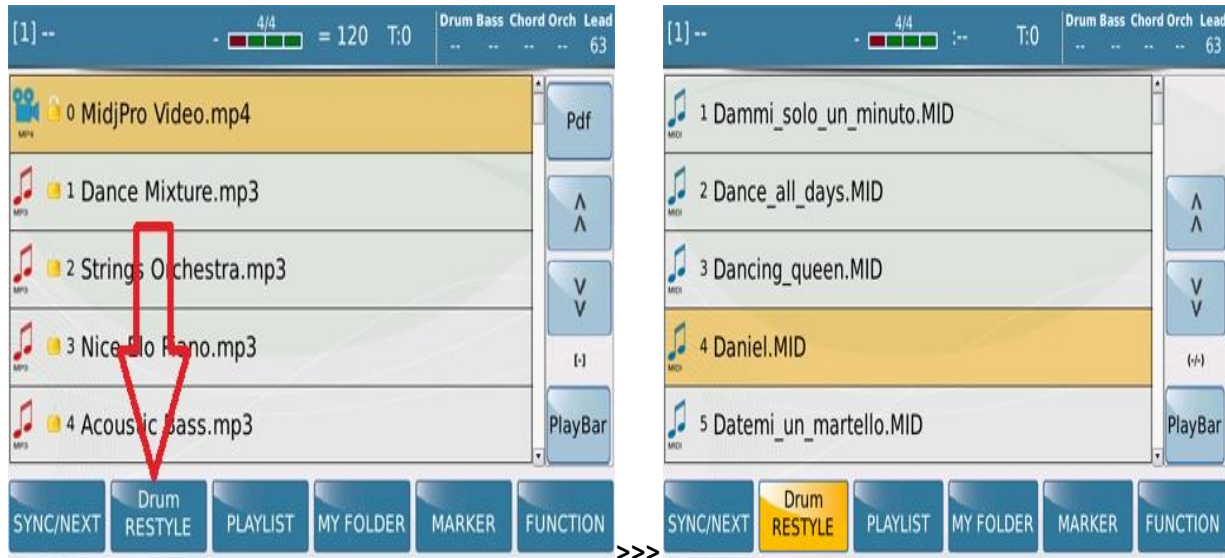 [1] --
4/4
- = 120 T:0
Drum Bass Chord Orch Lead
-- -- -- -- 63
MP4 0 MidjPro Video.mp4
Pdf
MP3 1 Dance Mixture.mp3
MP3 2 Strings Orchestra.mp3
MP3 3 Nice Elo Piano.mp3
[-]
MP3 4 Acoustic Bass.mp3
PlayBar
SYNC/NEXT
Drum
RESTYLE
PLAYLIST
MY FOLDER
MARKER
FUNCTION
>>>
[1] --
4/4
- :-- T:0
Drum Bass Chord Orch Lead
-- -- -- -- 63
MIDI 1 Dammi_solo_un_minuto.MID
MIDI 2 Dance_all_days.MID
MIDI 3 Dancing_queen.MID
MIDI 4 Daniel.MID
(-/-)
MIDI 5 Datemi_un_martello.MID
PlayBar
SYNC/NEXT
Drum
RESTYLE
PLAYLIST
MY FOLDER
MARKER
FUNCTION